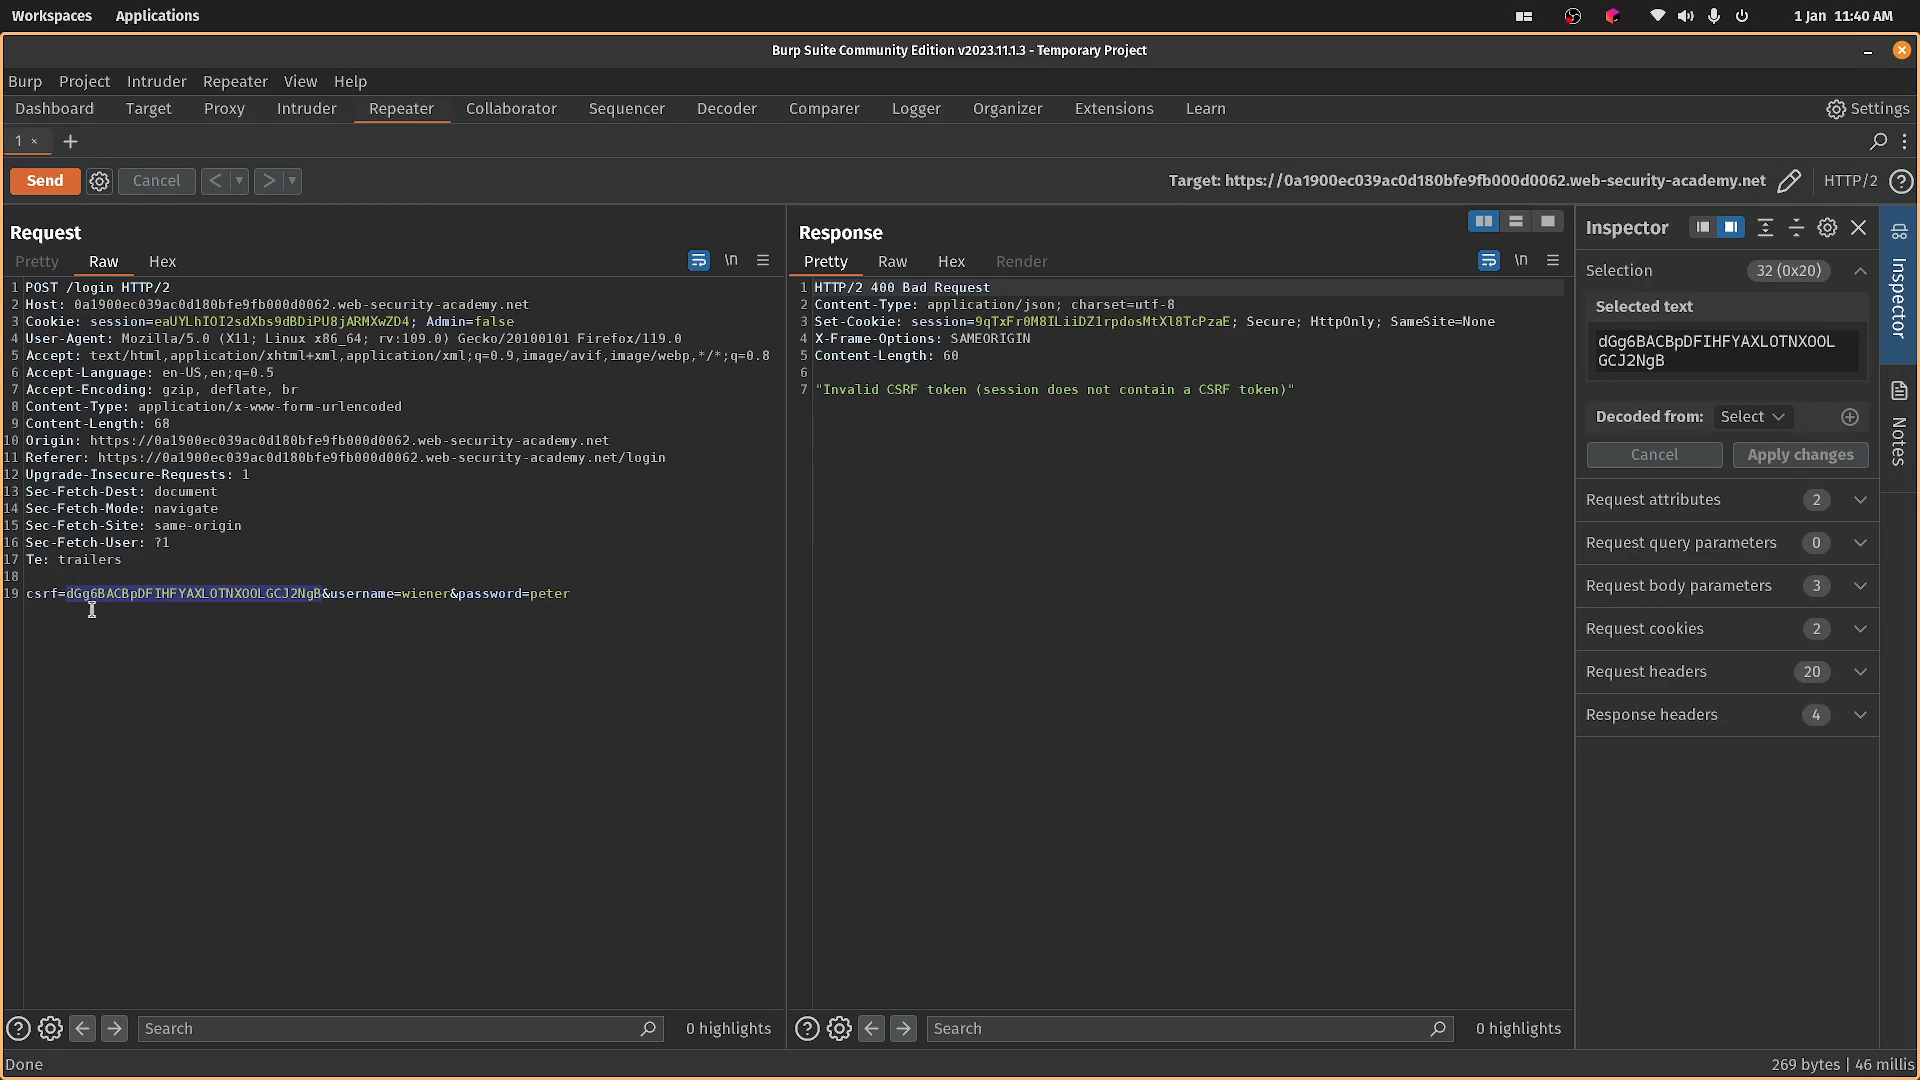 Workspaces Applications 1 Jan 11:40 AM
Burp Suite Community Edition v2023.11.1.3 - Temporary Project
Burp Project Intruder Repeater View Help
Dashboard Target Proxy Intruder Repeater Collaborator Sequencer Decoder Comparer Logger Organizer Extensions Learn Settings
1 × +
Send Cancel < > Target: https://0a1900ec039ac0d180bfe9fb000d0062.web-security-academy.net HTTP/2 ?
Request
Pretty Raw Hex \n
1 POST /login HTTP/2
2 Host: 0a1900ec039ac0d180bfe9fb000d0062.web-security-academy.net
3 Cookie: session=eaUYLhIOI2sdXbs9dBDiPU8jARMXwZD4; Admin=false
4 User-Agent: Mozilla/5.0 (X11; Linux x86_64; rv:109.0) Gecko/20100101 Firefox/119.0
5 Accept: text/html,application/xhtml+xml,application/xml;q=0.9,image/avif,image/webp,*/*;q=0.8
6 Accept-Language: en-US,en;q=0.5
7 Accept-Encoding: gzip, deflate, br
8 Content-Type: application/x-www-form-urlencoded
9 Content-Length: 68
10 Origin: https://0a1900ec039ac0d180bfe9fb000d0062.web-security-academy.net
11 Referer: https://0a1900ec039ac0d180bfe9fb000d0062.web-security-academy.net/login
12 Upgrade-Insecure-Requests: 1
13 Sec-Fetch-Dest: document
14 Sec-Fetch-Mode: navigate
15 Sec-Fetch-Site: same-origin
16 Sec-Fetch-User: ?1
17 Te: trailers
18
19 csrf=dGg6BACBpDFIHFYAXLOTNXOOLGCJ2NgB&username=wiener&password=peter
Search 0 highlights
Response
Pretty Raw Hex Render \n
1 HTTP/2 400 Bad Request
2 Content-Type: application/json; charset=utf-8
3 Set-Cookie: session=9qTxFr0M8ILiiDZ1rpdosMtXl8TcPzaE; Secure; HttpOnly; SameSite=None
4 X-Frame-Options: SAMEORIGIN
5 Content-Length: 60
6
7 "Invalid CSRF token (session does not contain a CSRF token)"
Search 0 highlights
Inspector
Selection 32 (0x20)
Selected text
dGg6BACBpDFIHFYAXLOTNXOOL
GCJ2NgB
Decoded from: Select
Cancel Apply changes
Request attributes 2
Request query parameters 0
Request body parameters 3
Request cookies 2
Request headers 20
Response headers 4
Inspector
Notes
Done 269 bytes | 46 millis